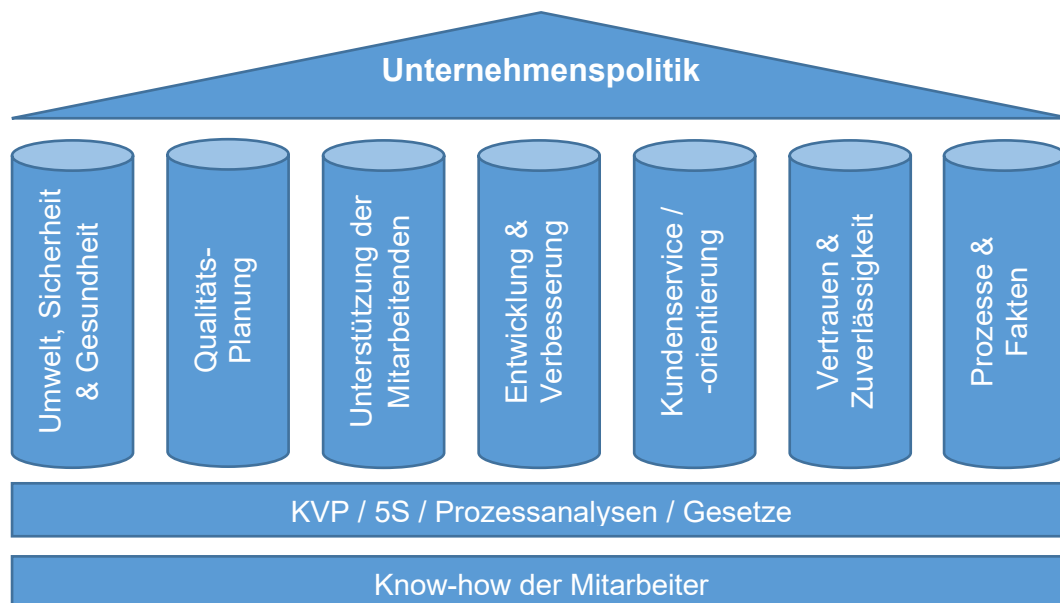 Unternehmenspolitik
Umwelt, Sicherheit
& Gesundheit
Qualitäts-
Planung
Unterstützung der
Mitarbeitenden
Entwicklung &
Verbesserung
Kundenservice /
-orientierung
Vertrauen &
Zuverlässigkeit
Prozesse &
Fakten
KVP / 5S / Prozessanalysen / Gesetze
Know-how der Mitarbeiter